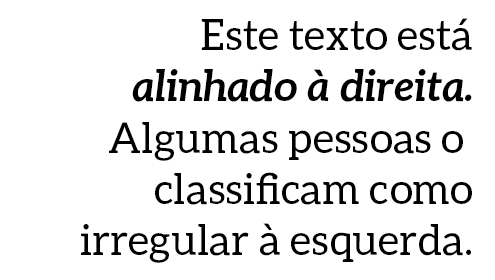 Este texto está
alinhado à direita.
Algumas pessoas o
classificam como
irregular à esquerda.